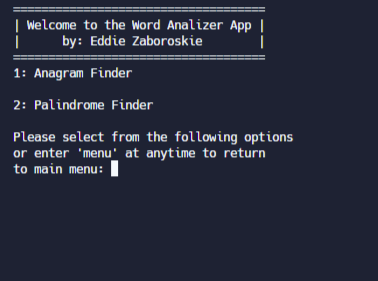 ====================================
| Welcome to the Word Analizer App |
|      by: Eddie Zaboroskie        |
====================================
1: Anagram Finder
2: Palindrome Finder
Please select from the following options
or enter 'menu' at anytime to return
to main menu: